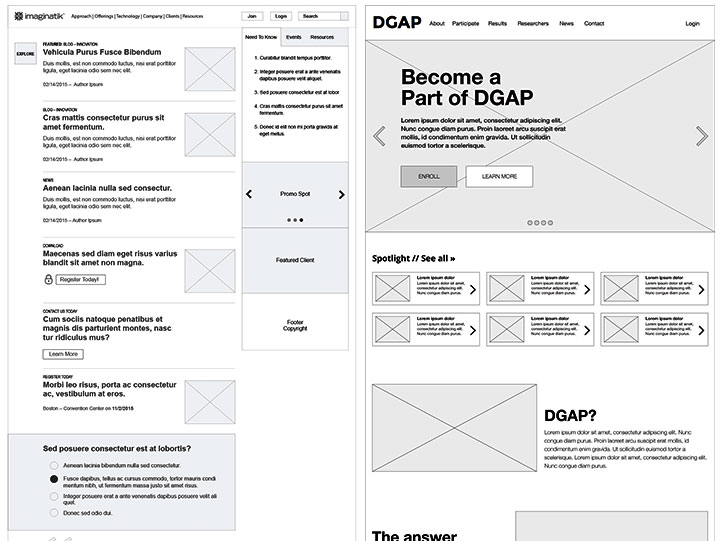 imaginatik Approach | Offerings | Technology | Company | Clients | Resources Join Login Search
EXPLORE
FEATURED BLOG – INNOVATION
Vehicula Purus Fusce Bibendum
Duis mollis, est non commodo luctus, nisi erat porttitor
ligula, eget lacinia odio sem nec elit.
02/14/2015 – Author Ipsum
BLOG – INNOVATION
Cras mattis consectetur purus sit
amet fermentum.
Duis mollis, est non commodo luctus, nisi erat porttitor
ligula, eget lacinia odio sem nec elit.
02/14/2015 – Author Ipsum
NEWS
Aenean lacinia nulla sed consectur.
Duis mollis, est non commodo luctus, nisi erat porttitor
ligula, eget lacinia odio sem nec elit.
02/14/2015 – Author Ipsum
DOWNLOAD
Maecenas sed diam eget risus varius
blandit sit amet non magna.
Register Today!!
CONTACT US TODAY
Cum sociis natoque penatibus et
magnis dis parturient montes, nasc
tur ridiculus mus?
Learn More
REGISTER TODAY
Morbi leo risus, porta ac consectetur
ac, vestibulum at eros.
Boston – Convention Center on 11/2/2015
Sed posuere consectetur est at lobortis?
Aenean lacinia bibendum nulla sed consectetur.
Fusce dapibus, tellus ac cursus commodo, tortor mauris condi
mentum nibh, ut fermentum massa justo sit amet risus.
Integer posuere erat a ante venenatis dapibus posuere velit ali
quet.
Donec sed odio dui.
Need To Know Events Resources
1. Curabitur blandit tempus porttitor.
2. Integer posuere erat a ante venenatis
dapibus posuere velit aliquet.
3. Sed posuere consectetur est at lobor
4. Cras mattis consectetur purus sit amet
fermentum.
5. Donec id elit non mi porta gravida at
eget metus.
Promo Spot
Featured Client
Footer
Copyright
DGAP About Participate Results Researchers News Contact Login
Become a
Part of DGAP
Lorem ipsum dolor sit amet, consectetur adipiscing elit.
Nunc congue diam purus. Proin laoreet arcu suscipit erat
mollis, id condimentum enim gravida. Ut sollicitudin
euismod tortor a scelerisque.
ENROLL LEARN MORE
Spotlight // See all »
Lorem ipsum dolor
Lorem ipsum dolor sit amet,
consectetur adipiscing elit.
Nunc congue diam purus.
Lorem ipsum dolor
Lorem ipsum dolor sit amet,
consectetur adipiscing elit.
Nunc congue diam purus.
Lorem ipsum dolor
Lorem ipsum dolor sit amet,
consectetur adipiscing elit.
Nunc congue diam purus.
Lorem ipsum dolor
Lorem ipsum dolor sit amet,
consectetur adipiscing elit.
Nunc congue diam purus.
Lorem ipsum dolor
Lorem ipsum dolor sit amet,
consectetur adipiscing elit.
Nunc congue diam purus.
Lorem ipsum dolor
Lorem ipsum dolor sit amet,
consectetur adipiscing elit.
Nunc congue diam purus.
DGAP?
Lorem ipsum dolor sit amet, consectetur adipiscing elit. Nunc
congue diam purus. Proin laoreet arcu suscipit erat mollis, id
condimentum enim gravida. Ut sollicitudin euismod tortor a
scelerisque. Lorem ipsum dolor sit amet, consectetur
adipiscing elit. Nunc congue diam purus.
The answer